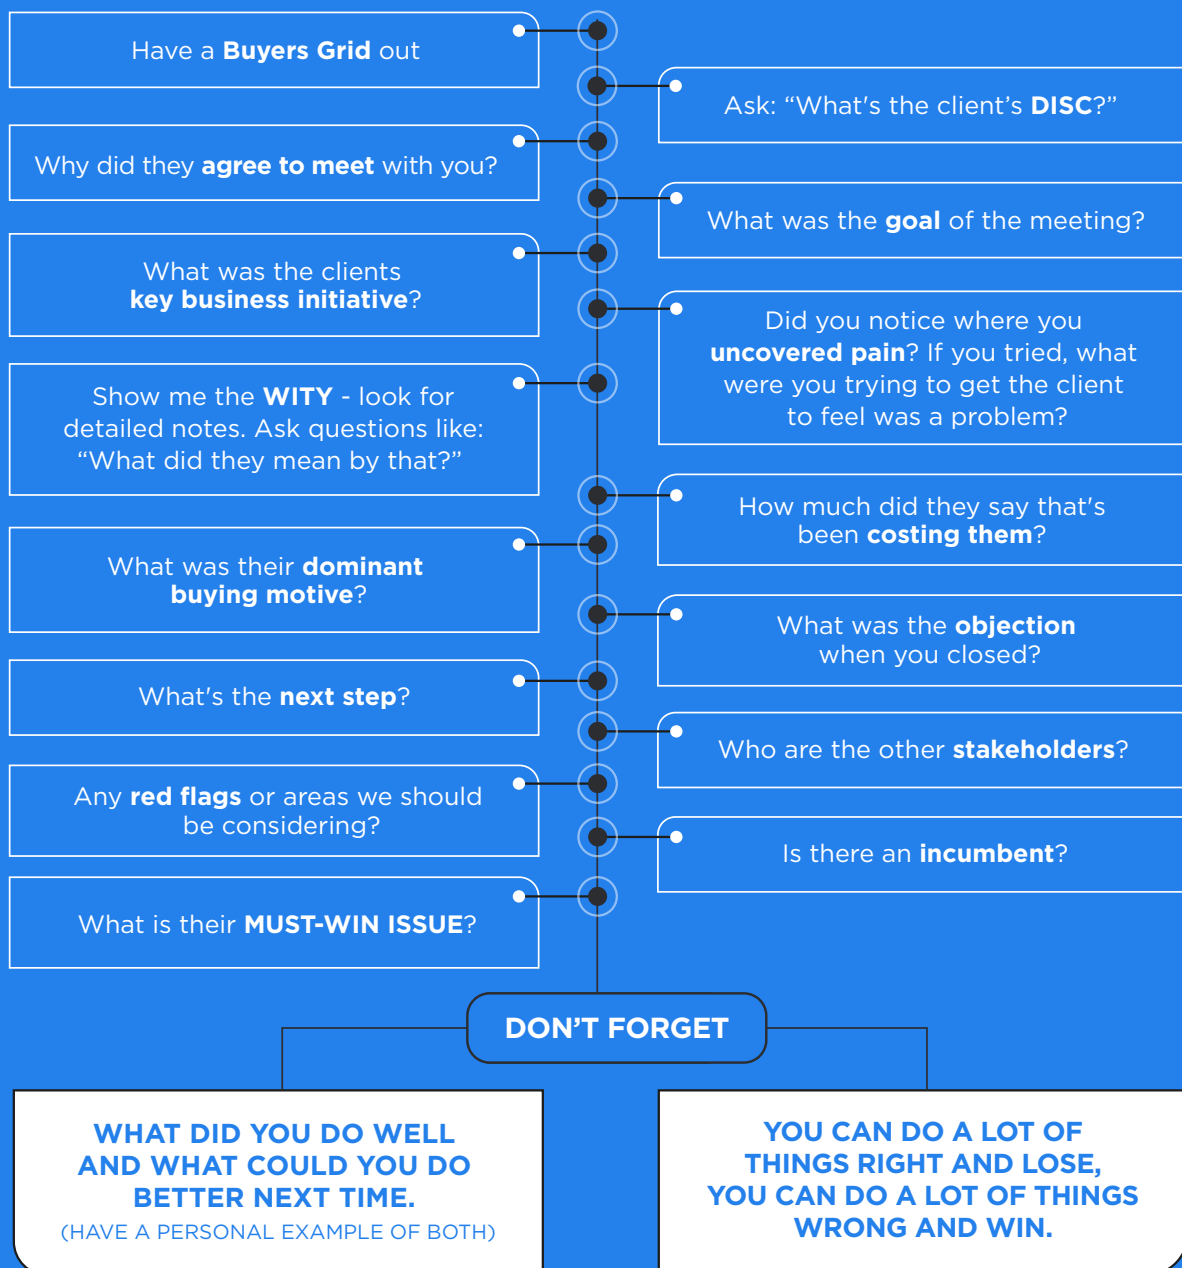 Have a Buyers Grid out
Ask: “What's the client’s DISC?”
Why did they agree to meet with you?
What was the goal of the meeting?
What was the clients
key business initiative?
Did you notice where you
uncovered pain? If you tried, what
were you trying to get the client
to feel was a problem?
Show me the WITY - look for
detailed notes. Ask questions like:
“What did they mean by that?”
How much did they say that's
been costing them?
What was their dominant
buying motive?
What was the objection
when you closed?
What's the next step?
Who are the other stakeholders?
Any red flags or areas we should
be considering?
Is there an incumbent?
What is their MUST-WIN ISSUE?
DON’T FORGET
WHAT DID YOU DO WELL
AND WHAT COULD YOU DO
BETTER NEXT TIME.
(HAVE A PERSONAL EXAMPLE OF BOTH)
YOU CAN DO A LOT OF
THINGS RIGHT AND LOSE,
YOU CAN DO A LOT OF THINGS
WRONG AND WIN.